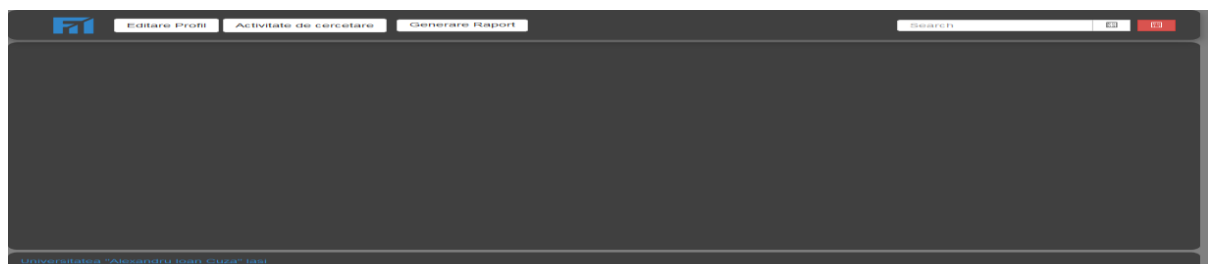 Editare Profil Activitate de cercetare Generare Raport Search
Universitatea "Alexandru Ioan Cuza" Iasi